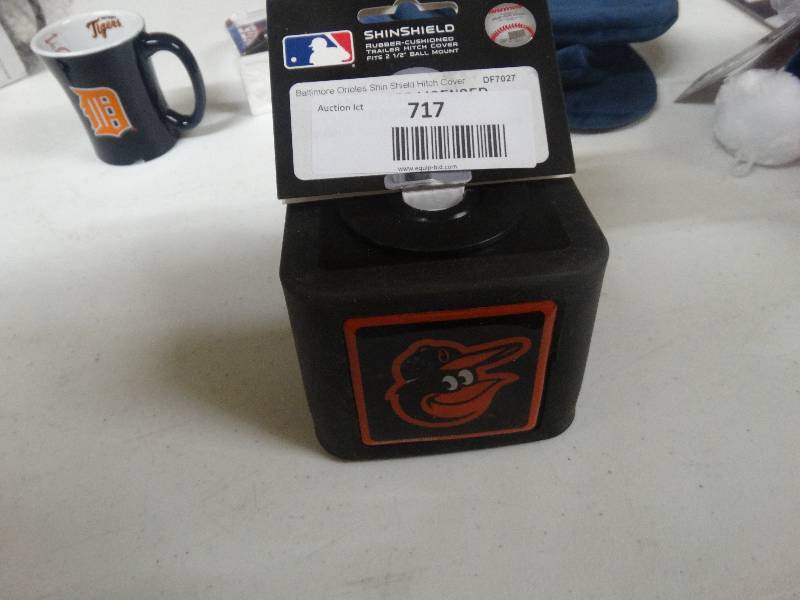 Tigers
SHINSHIELD
RUBBER-CUSHIONED
TRAILER HITCH COVER
FITS 2 1/2" BALL MOUNT
Baltimore Orioles Shin Shield Hitch Cover DF7027
Auction lct 717
www.equip-bid.com
D